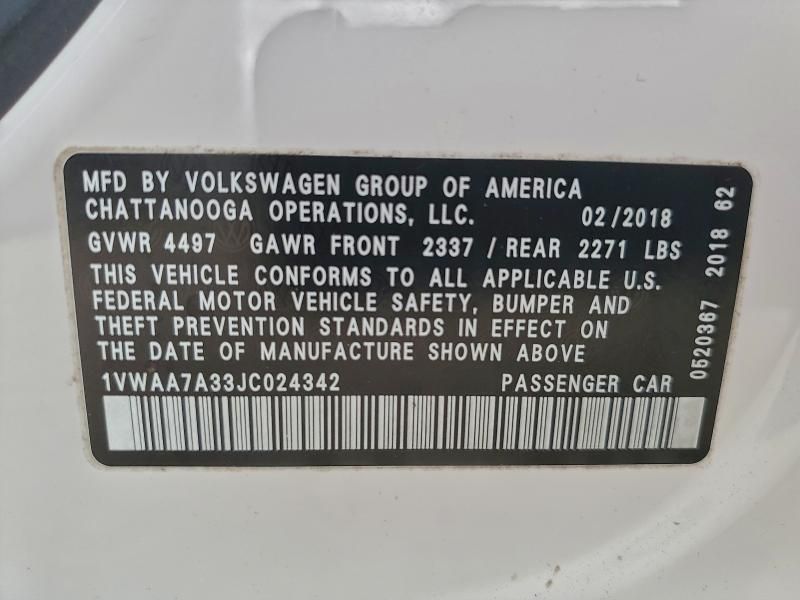 MFD BY VOLKSWAGEN GROUP OF AMERICA
CHATTANOOGA OPERATIONS, LLC. 02/2018
GVWR 4497 GAWR FRONT 2337 / REAR 2271 LBS
THIS VEHICLE CONFORMS TO ALL APPLICABLE U.S.
FEDERAL MOTOR VEHICLE SAFETY, BUMPER AND
THEFT PREVENTION STANDARDS IN EFFECT ON
THE DATE OF MANUFACTURE SHOWN ABOVE
1VWAA7A33JC024342 PASSENGER CAR
0520367 2018 62